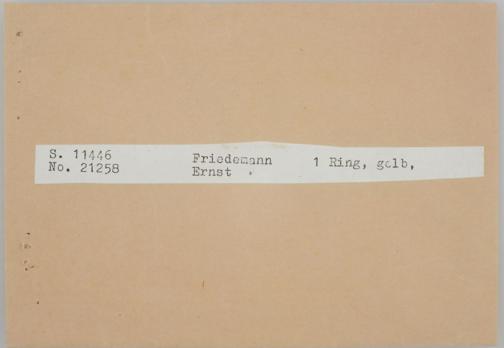 S. 11446 Friedemann 1 Ring, gelb,
No. 21258 Ernst